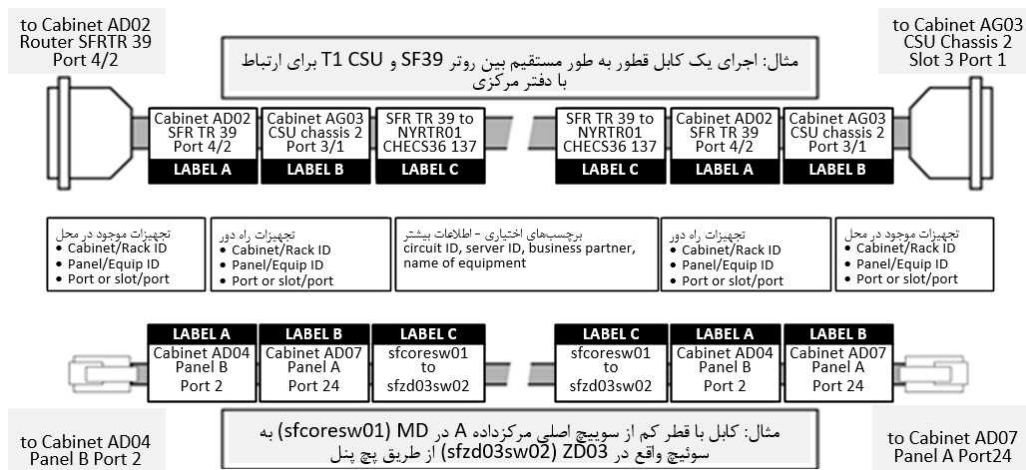 to Cabinet AD02
Router SFRTR 39
Port 4/2
to Cabinet AG03
CSU Chassis 2
Slot 3 Port 1
مثال: اجرای یک کابل قطور به طور مستقیم بین روتر SF39 و T1 CSU برای ارتباط
با دفتر مرکزی
Cabinet AD02
SFR TR 39
Port 4/2
LABEL A
Cabinet AG03
CSU chassis 2
Port 3/1
LABEL B
SFR TR 39 to
NYRTR01
CHECS36 137
LABEL C
SFR TR 39 to
NYRTR01
CHECS36 137
LABEL C
Cabinet AD02
SFR TR 39
Port 4/2
LABEL A
Cabinet AG03
CSU chassis 2
Port 3/1
LABEL B
تجهیزات موجود در محل
• Cabinet/Rack ID
• Panel/Equip ID
• Port or slot/port
تجهیزات راه دور
• Cabinet/Rack ID
• Panel/Equip ID
• Port or slot/port
برچسب‌های اختیاری - اطلاعات بیشتر
circuit ID, server ID, business partner,
name of equipment
تجهیزات راه دور
• Cabinet/Rack ID
• Panel/Equip ID
• Port or slot/port
تجهیزات موجود در محل
• Cabinet/Rack ID
• Panel/Equip ID
• Port or slot/port
LABEL A
Cabinet AD04
Panel B
Port 2
LABEL B
Cabinet AD07
Panel A
Port 24
LABEL C
sfcoresw01
to
sfzd03sw02
LABEL C
sfcoresw01
to
sfzd03sw02
LABEL A
Cabinet AD04
Panel B
Port 2
LABEL B
Cabinet AD07
Panel A
Port 24
to Cabinet AD04
Panel B Port 2
مثال: کابل با قطر کم از سوییچ اصلی مرکزداده A در MD (sfcoresw01) به
سوئیچ واقع در ZD03 (sfzd03sw02) از طریق پچ پنل
to Cabinet AD07
Panel A Port24